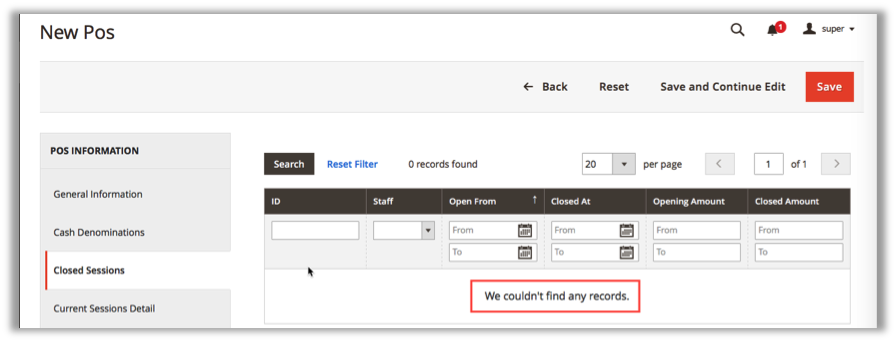 New Pos
1
super
Back
Reset
Save and Continue Edit
Save
POS INFORMATION
General Information
Cash Denominations
Closed Sessions
Current Sessions Detail
Search
Reset Filter
0 records found
20
per page
1
of 1
ID
Staff
Open From
Closed At
Opening Amount
Closed Amount
From
From
From
From
To
To
To
To
We couldn't find any records.